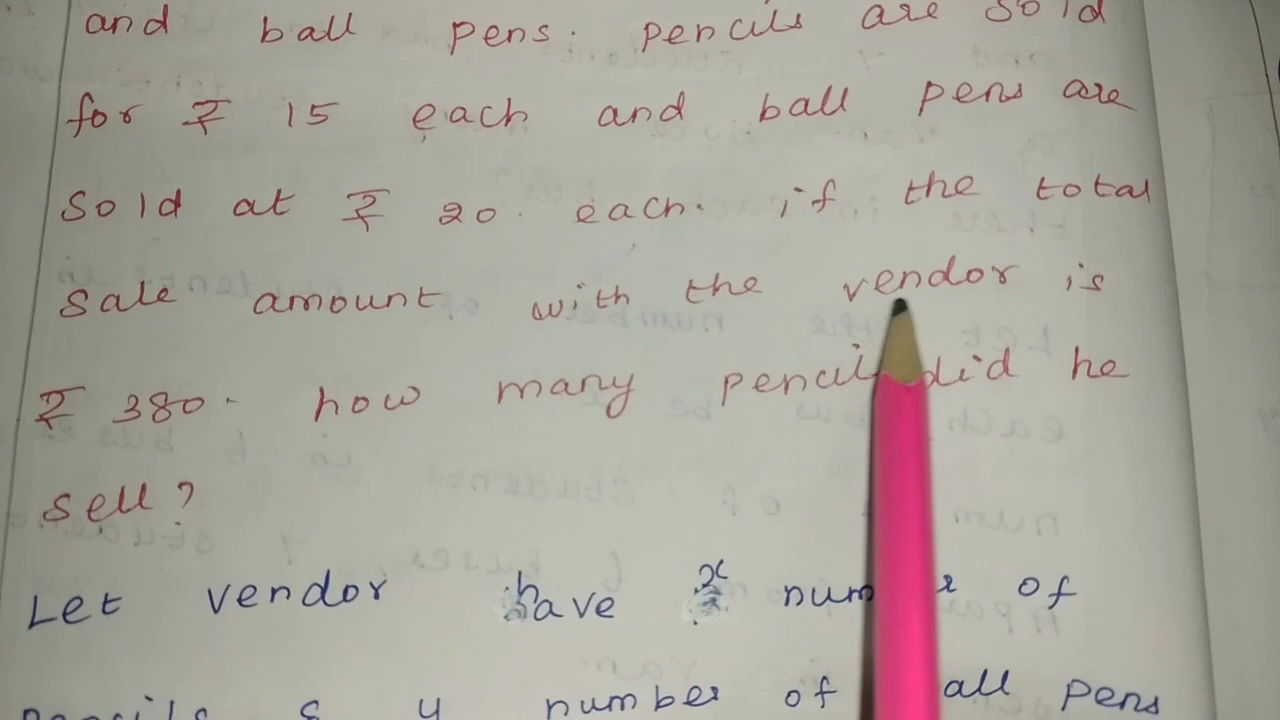 and ball pens. pencils are sold
for ₹ 15 each and ball pens are
sold at ₹ 20. each. if the total
sale amount with the vendor is
₹ 380. how many pencil did he
sell?
Let vendor have x of
pencils & y number of pens